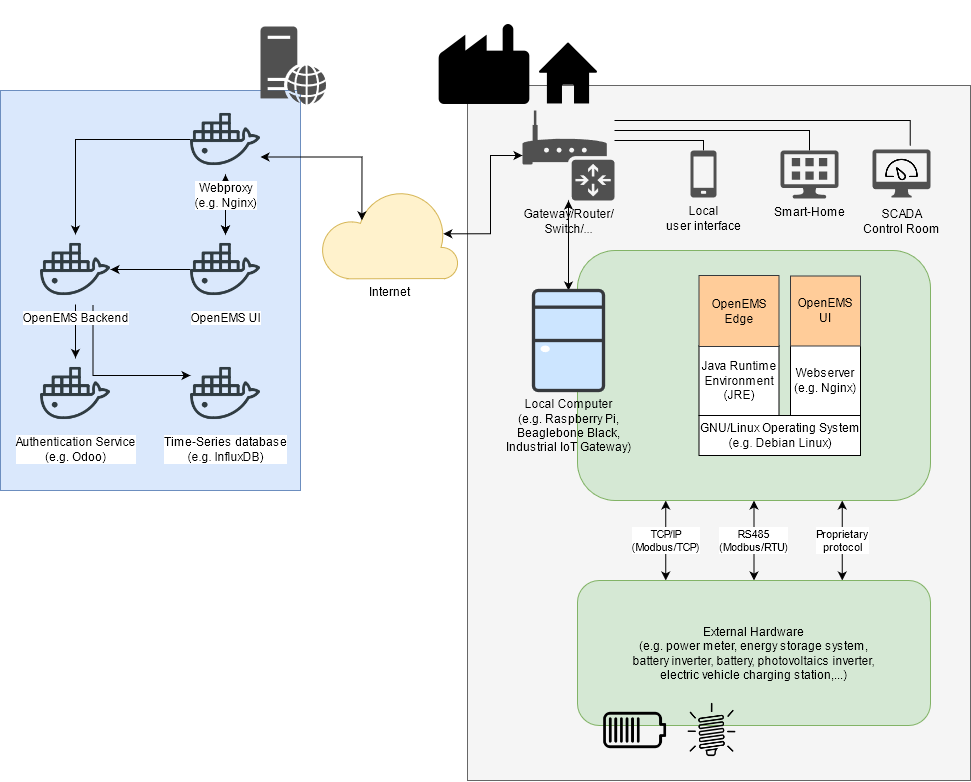 Webproxy
(e.g. Nginx)
OpenEMS Backend
OpenEMS UI
Authentication Service
(e.g. Odoo)
Time-Series database
(e.g. InfluxDB)
Internet
Gateway/Router/
Switch/...
Local
user interface
Smart-Home
SCADA
Control Room
Local Computer
(e.g. Raspberry Pi,
Beaglebone Black,
Industrial IoT Gateway)
OpenEMS
Edge
OpenEMS
UI
Java Runtime
Environment
(JRE)
Webserver
(e.g. Nginx)
GNU/Linux Operating System
(e.g. Debian Linux)
TCP/IP
(Modbus/TCP)
RS485
(Modbus/RTU)
Proprietary
protocol
External Hardware
(e.g. power meter, energy storage system,
battery inverter, battery, photovoltaics inverter,
electric vehicle charging station,...)